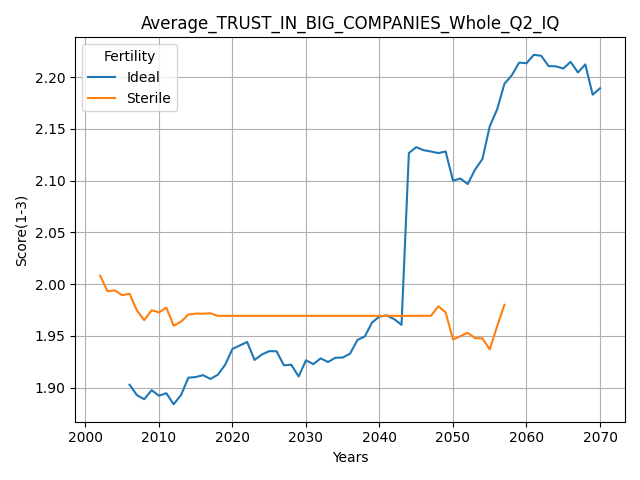 Average_TRUST_IN_BIG_COMPANIES_Whole_Q2_IQ
Fertility
Ideal
Sterile
2.20
2.15
2.10
2.05
2.00
1.95
1.90
Score(1-3)
2000 2010 2020 2030 2040 2050 2060 2070
Years